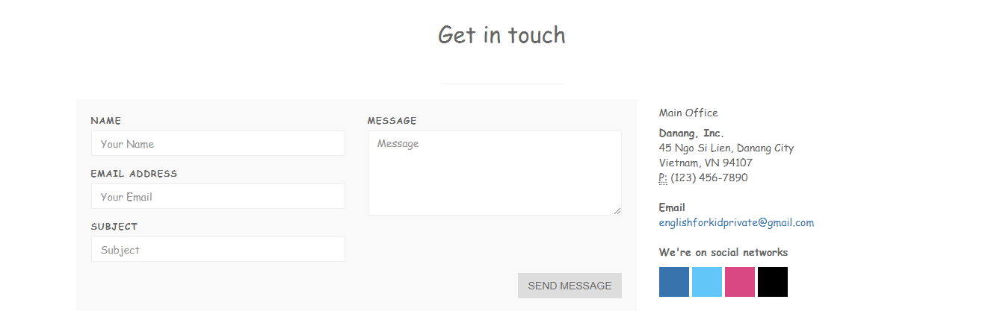 Get in touch
NAME
Your Name
EMAIL ADDRESS
Your Email
SUBJECT
Subject
MESSAGE
Message
SEND MESSAGE
Main Office
Danang, Inc.
45 Ngo Si Lien, Danang City
Vietnam, VN 94107
P: (123) 456-7890
Email
englishforkidprivate@gmail.com
We're on social networks